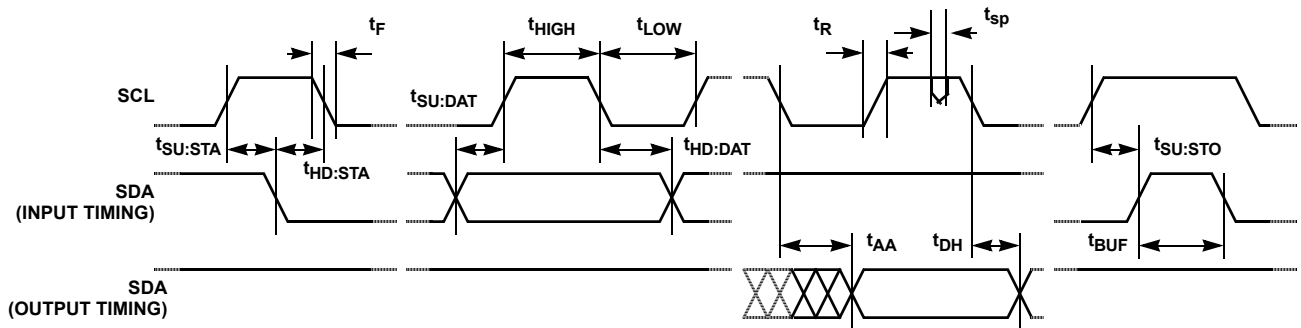 tF
tHIGH
tLOW
tR
tsp
SCL
tSU:DAT
tSU:STA
tHD:STA
tHD:DAT
tSU:STO
SDA
(INPUT TIMING)
tAA
tDH
tBUF
SDA
(OUTPUT TIMING)